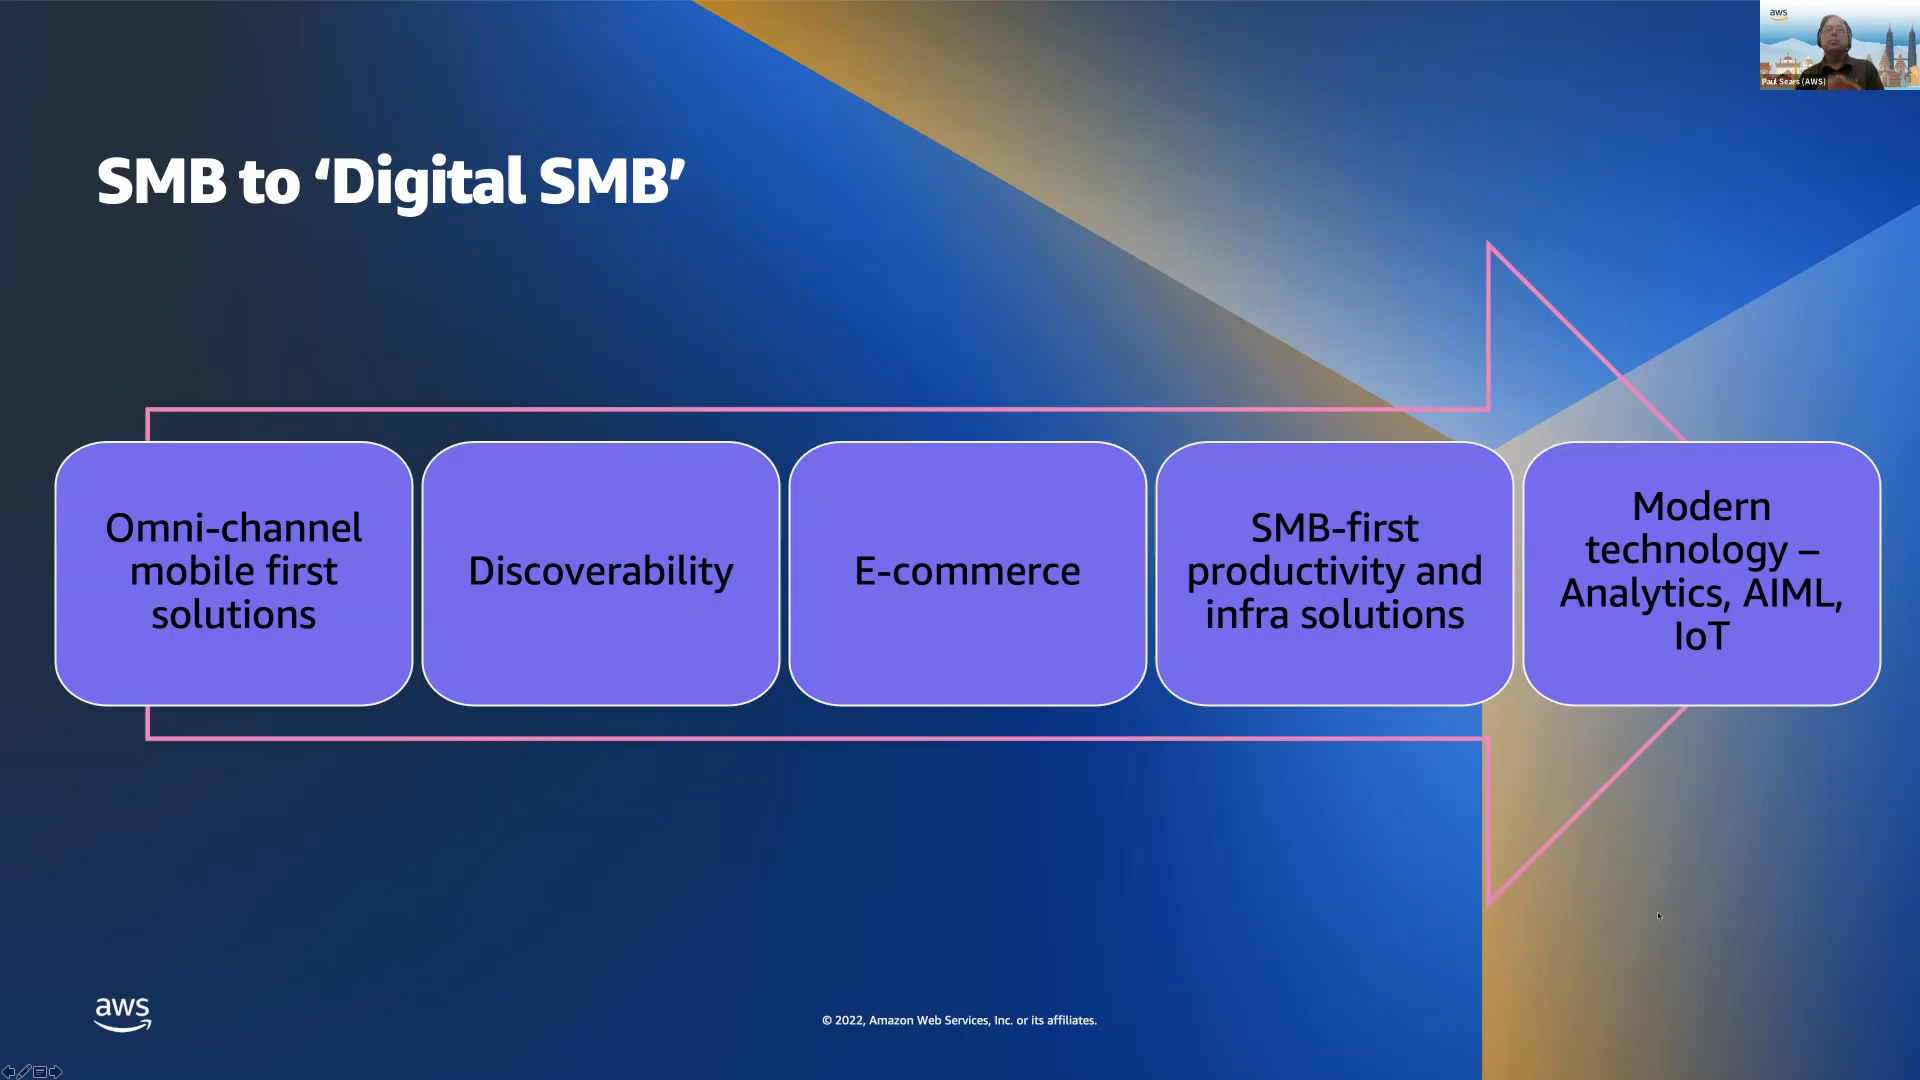 aws
Paul Sears (AWS)
SMB to ‘Digital SMB’
Omni-channel
mobile first
solutions
Discoverability
E-commerce
SMB-first
productivity and
infra solutions
Modern
technology –
Analytics, AIML,
IoT
aws
© 2022, Amazon Web Services, Inc. or its affiliates.